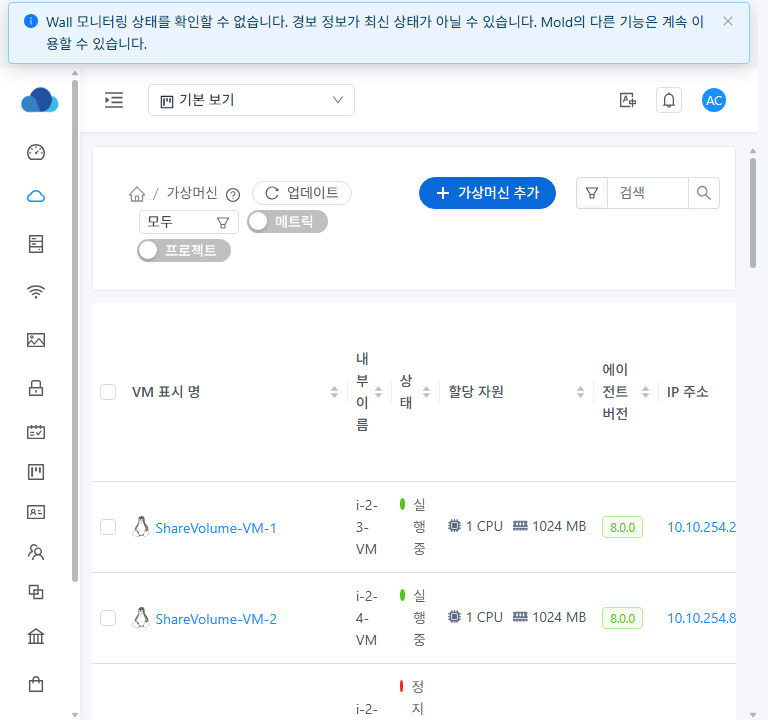 Wall 모니터링 상태를 확인할 수 없습니다. 경보 정보가 최신 상태가 아닐 수 있습니다. Mold의 다른 기능은 계속 이
용할 수 있습니다.
기본 보기
AC
/ 가상머신
업데이트
가상머신 추가
검색
모두
메트릭
프로젝트
VM 표시 명
내
부
이
름
상
태
할당 자원
에이
전트
버전
IP 주소
ShareVolume-VM-1
i-2-
3-
VM
실
행
중
1 CPU
1024 MB
8.0.0
10.10.254.2
ShareVolume-VM-2
i-2-
4-
VM
실
행
중
1 CPU
1024 MB
8.0.0
10.10.254.8
i-2-
정
지